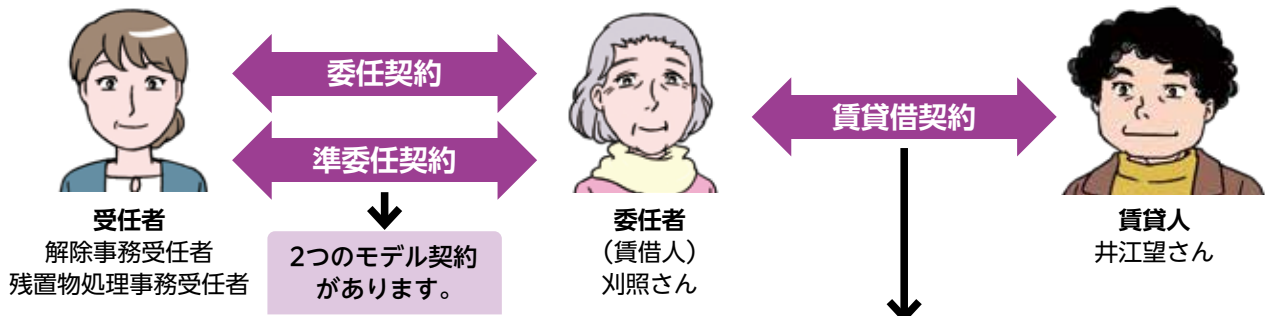 委任契約
準委任契約
賃貸借契約
受任者
解除事務受任者
残置物処理事務受任者
2つのモデル契約
があります。
委任者
（賃借人）
刈照さん
賃貸人
井江望さん